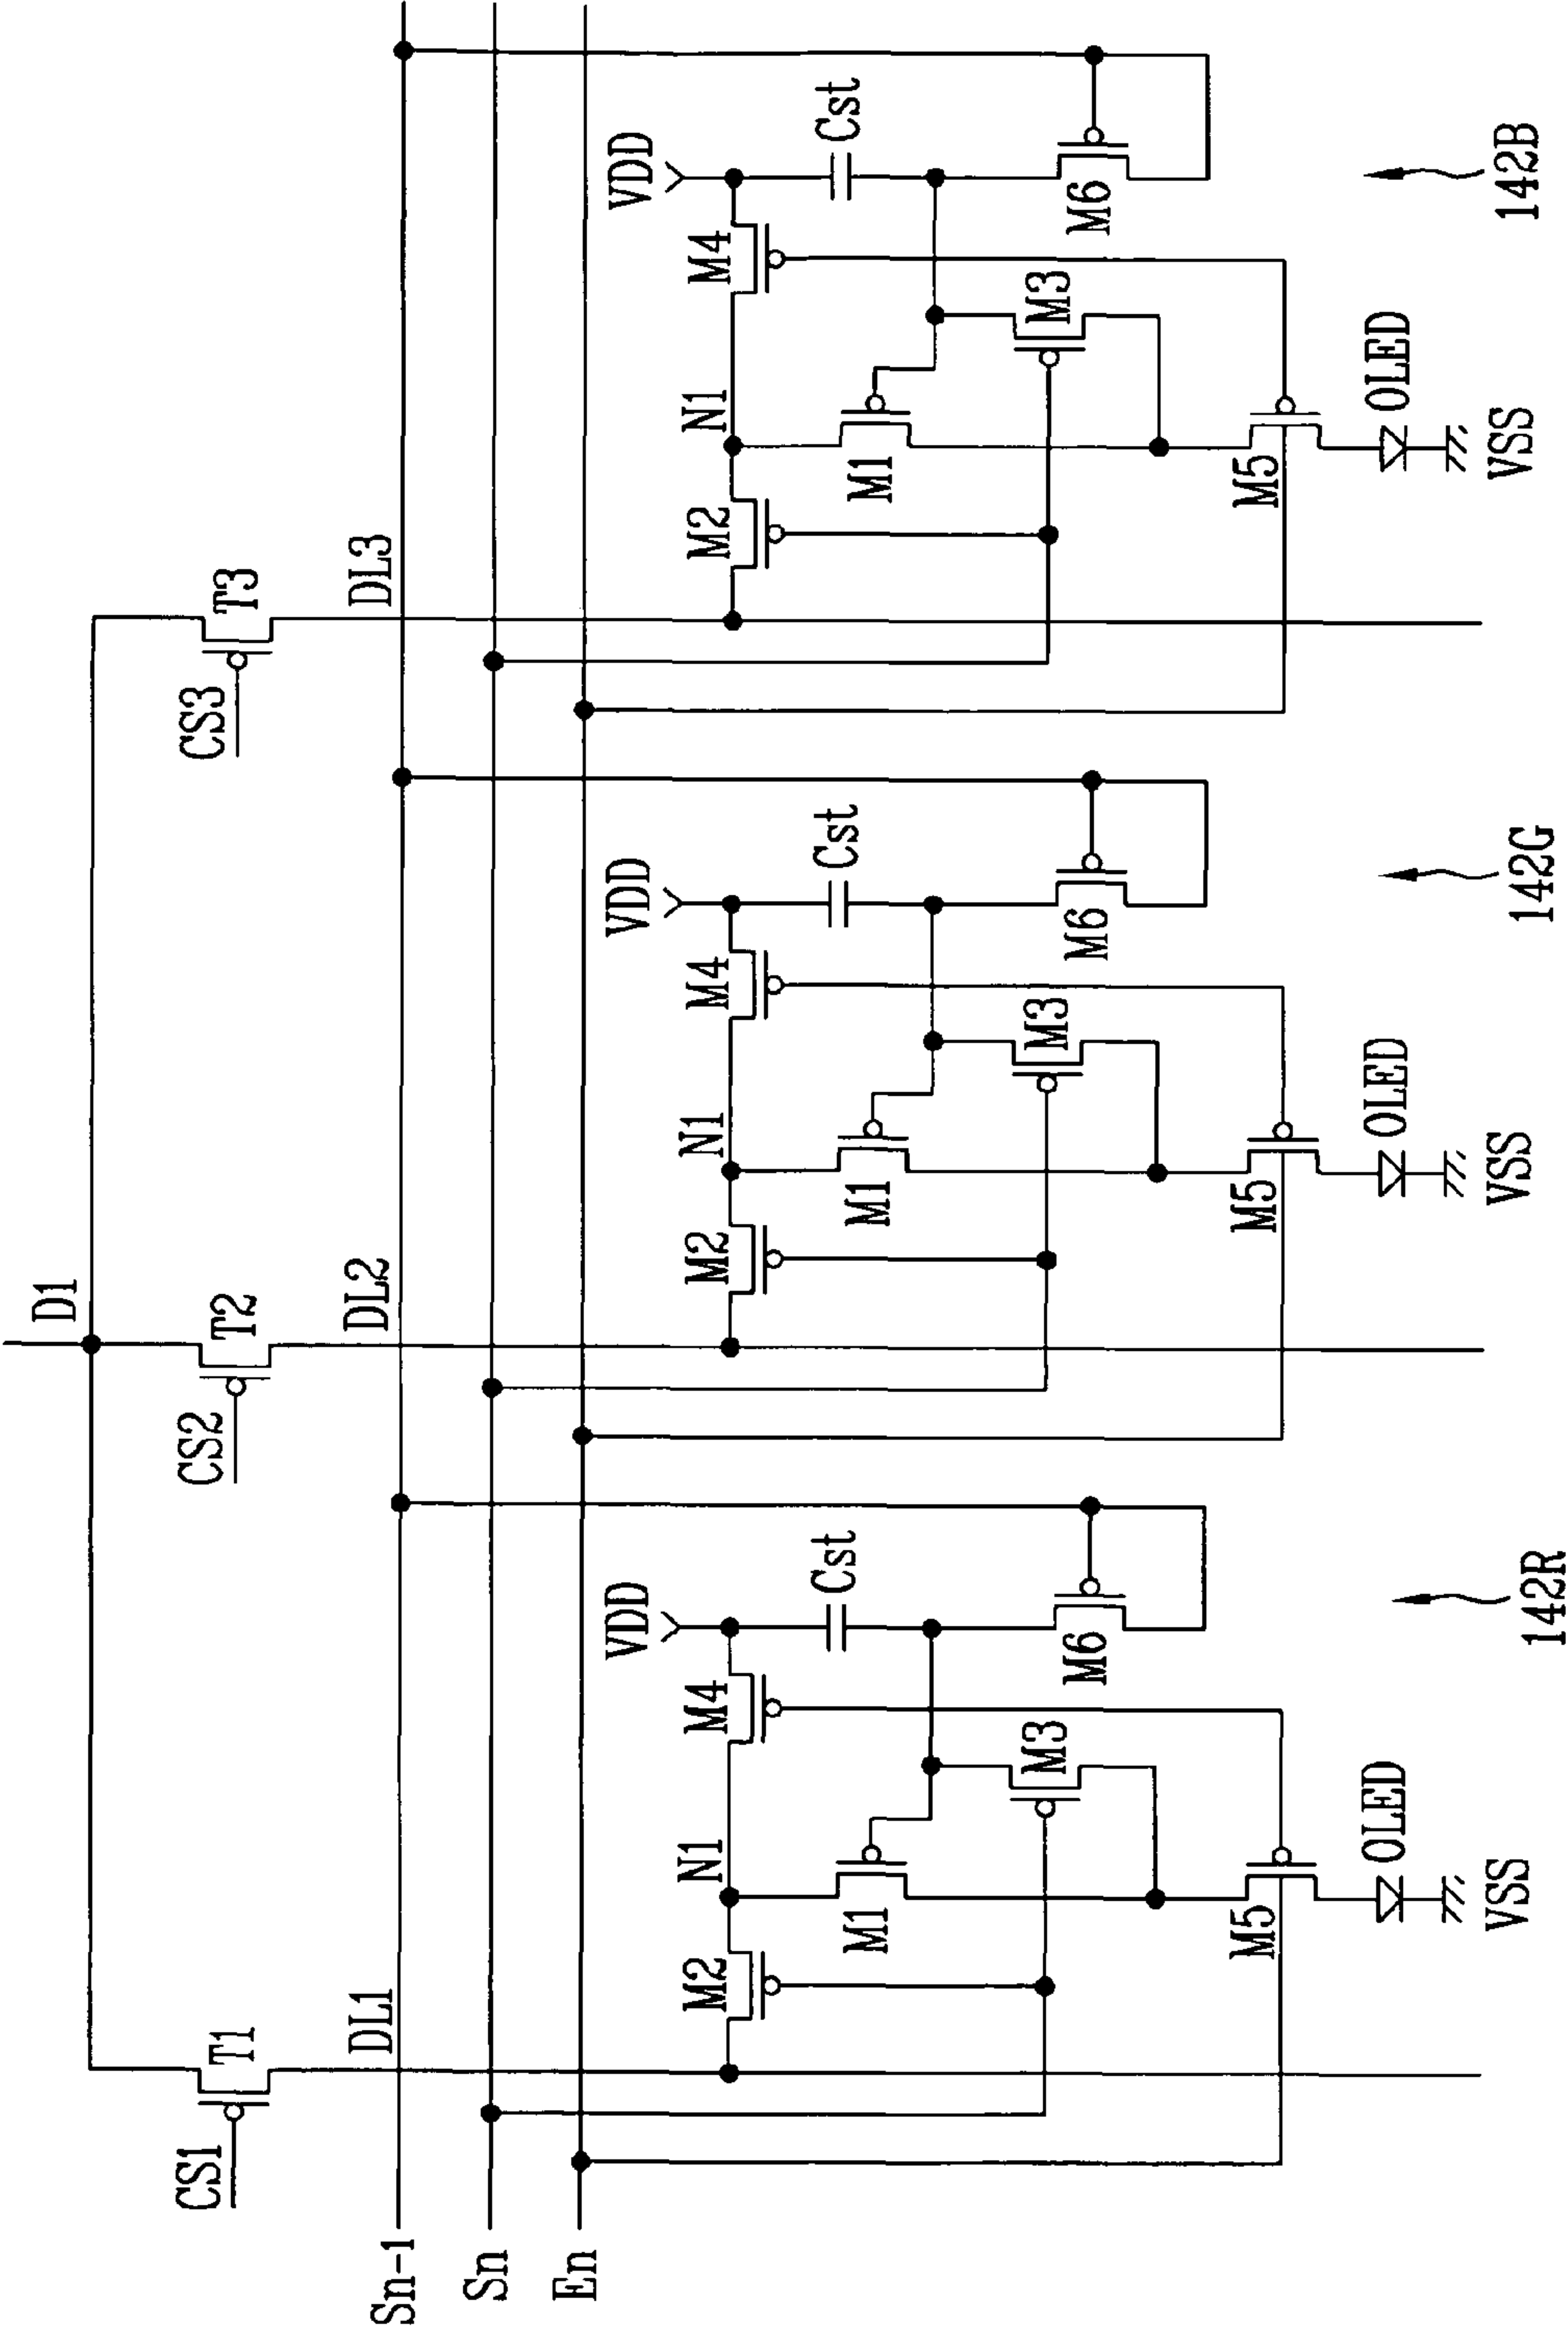 D1
CS1
T1
CS2
T2
CS3
T3
DL1
DL2
DL3
Sn-1
Sn
En
VDD
VDD
VDD
M2
N1
M4
Cst
M2
N1
M4
Cst
M2
N1
M4
Cst
M1
M3
M6
M1
M3
M6
M1
M3
M6
M5
OLED
M5
OLED
M5
OLED
VSS
VSS
VSS
142R
142G
142B